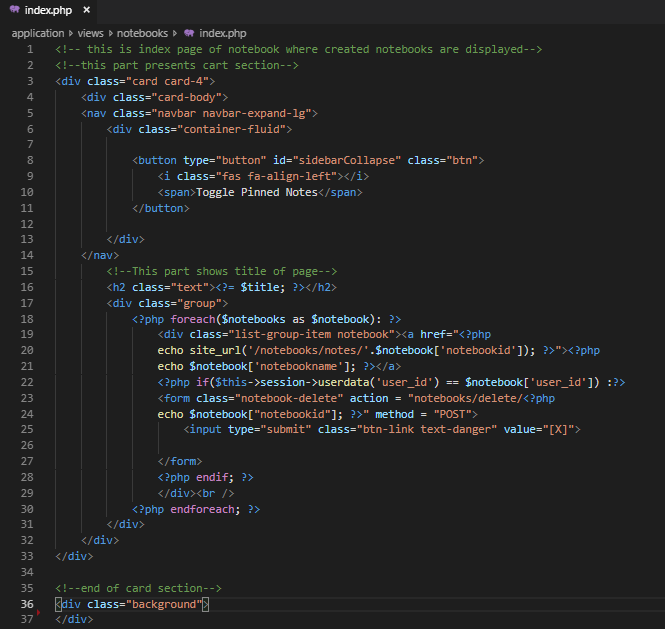 index.php ×
application > views > notebooks > index.php
1 <!-- this is index page of notebook where created notebooks are displayed-->
2 <!--this part presents cart section-->
3 <div class="card card-4">
4     <div class="card-body">
5     <nav class="navbar navbar-expand-lg">
6         <div class="container-fluid">
7
8             <button type="button" id="sidebarCollapse" class="btn">
9                 <i class="fas fa-align-left"></i>
10                 <span>Toggle Pinned Notes</span>
11             </button>
12
13         </div>
14     </nav>
15         <!--This part shows title of page-->
16         <h2 class="text"><?= $title; ?></h2>
17         <div class="group">
18             <?php foreach($notebooks as $notebook): ?>
19                 <div class="list-group-item notebook"><a href="<?php
20                 echo site_url('/notebooks/notes/'.$notebook['notebookid']); ?>"><?php
21                 echo $notebook['notebookname']; ?></a>
22                 <?php if($this->session->userdata('user_id') == $notebook['user_id']) :?>
23                 <form class="notebook-delete" action = "notebooks/delete/<?php
24                 echo $notebook["notebookid"]; ?>" method = "POST">
25                     <input type="submit" class="btn-link text-danger" value="[X]">
26
27                 </form>
28                 <?php endif; ?>
29                 </div><br />
30             <?php endforeach; ?>
31         </div>
32     </div>
33 </div>
34
35 <!--end of card section-->
36 <div class="background">
37 </div>